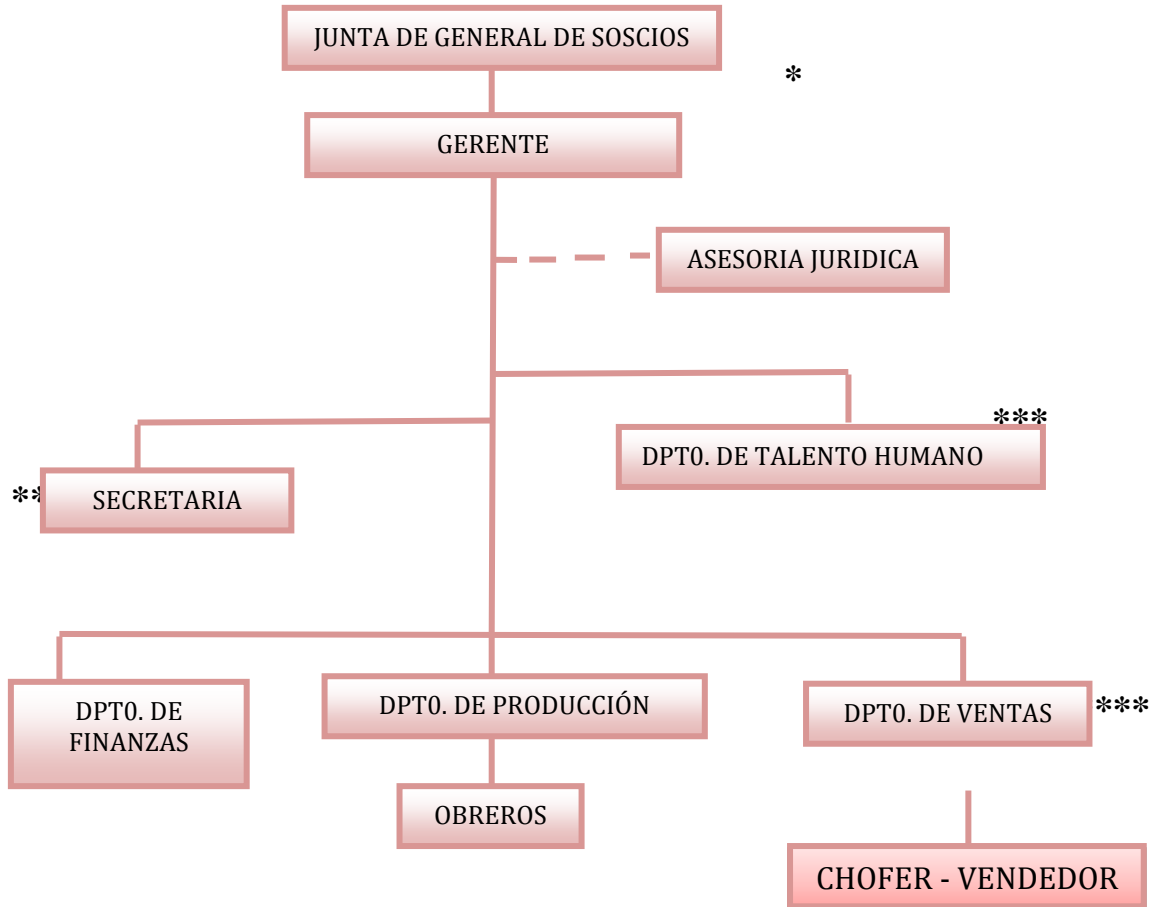 JUNTA DE GENERAL DE SOSCIOS
*
GERENTE
ASESORIA JURIDICA
***
DPT0. DE TALENTO HUMANO
**
SECRETARIA
DPT0. DE
FINANZAS
DPT0. DE PRODUCCIÓN
DPT0. DE VENTAS
***
OBREROS
CHOFER - VENDEDOR